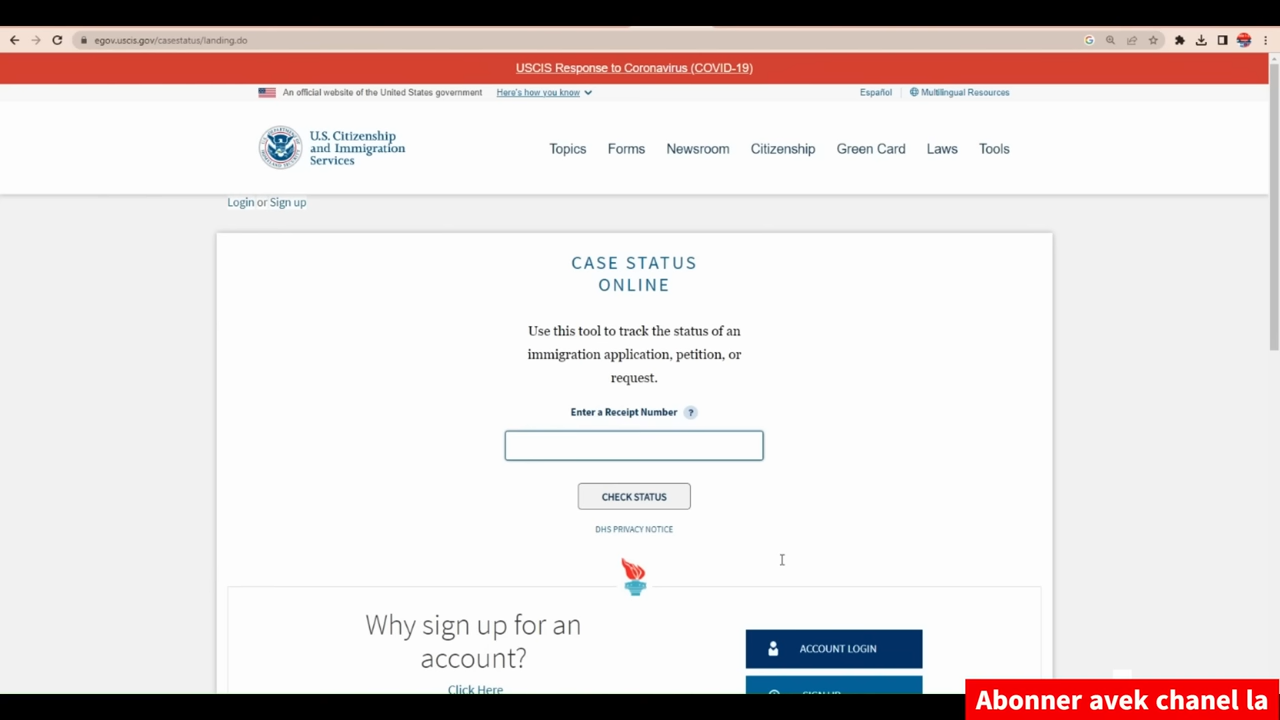 egov.uscis.gov/casestatus/landing.do
USCIS Response to Coronavirus (COVID-19)
An official website of the United States government Here's how you know
Español Multilingual Resources
U.S. Citizenship
and Immigration
Services
Topics Forms Newsroom Citizenship Green Card Laws Tools
Login or Sign up
CASE STATUS
ONLINE
Use this tool to track the status of an
immigration application, petition, or
request.
Enter a Receipt Number ?
CHECK STATUS
DHS PRIVACY NOTICE
Why sign up for an
account?
Click Here
ACCOUNT LOGIN
SIGN UP
Abonner avek chanel la